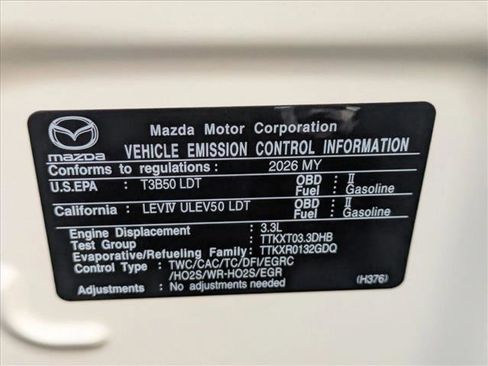 Mazda Motor Corporation
mazda VEHICLE EMISSION CONTROL INFORMATION
Conforms to regulations: 2026 MY
U.S.EPA : T3B50 LDT OBD : II
Fuel : Gasoline
California : LEVIV ULEV50 LDT OBD : II
Fuel : Gasoline
Engine Displacement : 3.3L
Test Group : TTKXT03.3DHB
Evaporative/Refueling Family: TTKXR0132GDQ
Control Type : TWC/CAC/TC/DFI/EGRC
/HO2S/WR-HO2S/EGR
Adjustments : No adjustments needed (H376)